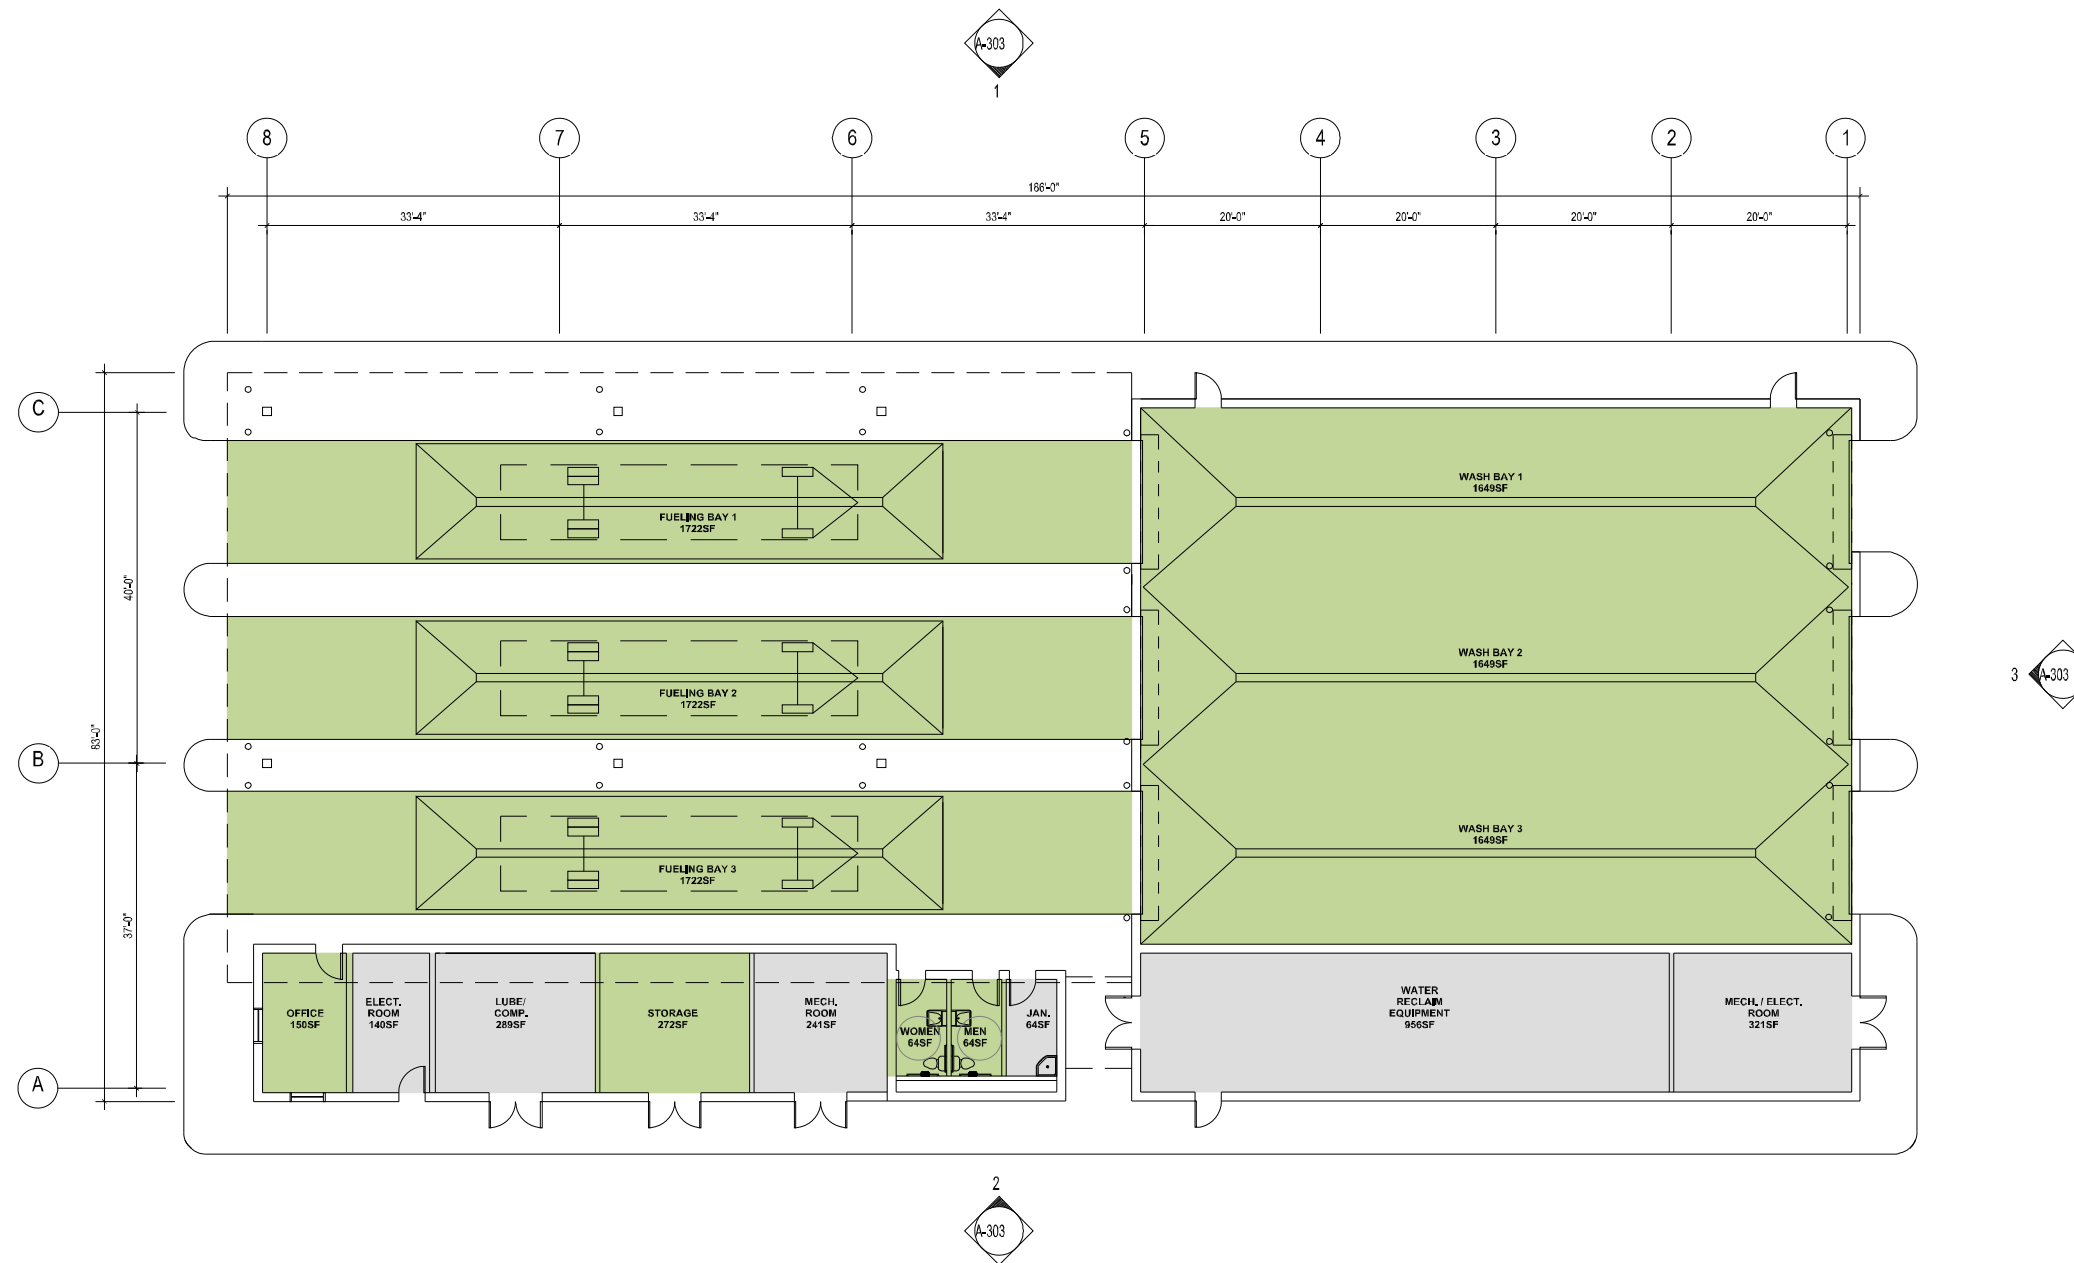 A-303
1
8 7 6 5 4 3 2 1
186'-0"
33'-4" 33'-4" 33'-4" 20'-0" 20'-0" 20'-0" 20'-0"
C
WASH BAY 1
1649SF
FUELING BAY 1
1722SF
40'-0"
WASH BAY 2
1649SF
3 A-303
FUELING BAY 2
1722SF
83'-0"
B
WASH BAY 3
1649SF
FUELING BAY 3
1722SF
37'-0"
OFFICE
150SF
ELECT.
ROOM
140SF
LUBE/
COMP.
289SF
STORAGE
272SF
MECH.
ROOM
241SF
WOMEN
64SF
MEN
64SF
JAN.
64SF
WATER
RECLAIM
EQUIPMENT
956SF
MECH. / ELECT.
ROOM
321SF
A
2
A-303